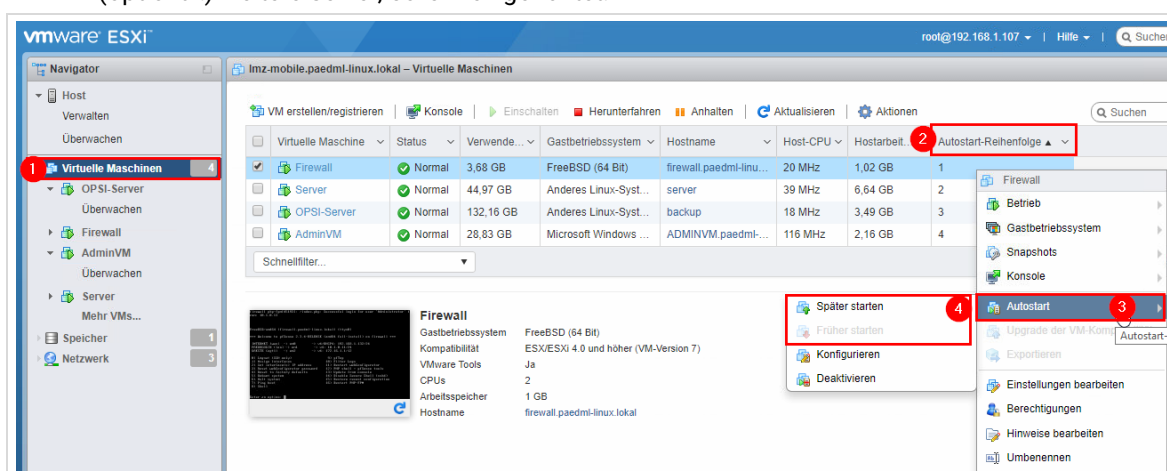 vmware ESXi
root@192.168.1.107 | Hilfe | Suchen
Navigator
Host
Verwalten
Überwachen
1 Virtuelle Maschinen 4
OPSI-Server
Überwachen
Firewall
AdminVM
Überwachen
Server
Mehr VMs...
Speicher 1
Netzwerk 3
lmz-mobile.paedml-linux.lokal – Virtuelle Maschinen
VM erstellen/registrieren | Konsole | Einschalten Herunterfahren Anhalten | Aktualisieren | Aktionen
Suchen
Virtuelle Maschine Status Verwende... Gastbetriebssystem Hostname Host-CPU Hostarbeit.. 2 Autostart-Reihenfolge
Firewall Normal 3,68 GB FreeBSD (64 Bit) firewall.paedml-linu... 20 MHz 1,02 GB 1
Server Normal 44,97 GB Anderes Linux-Syst... server 39 MHz 6,64 GB 2
OPSI-Server Normal 132,16 GB Anderes Linux-Syst... backup 18 MHz 3,49 GB 3
AdminVM Normal 28,83 GB Microsoft Windows ... ADMINVM.paedml-... 116 MHz 2,16 GB 4
Schnellfilter...
Firewall
Gastbetriebssystem FreeBSD (64 Bit)
Kompatibilität ESX/ESXi 4.0 und höher (VM-Version 7)
VMware Tools Ja
CPUs 2
Arbeitsspeicher 1 GB
Hostname firewall.paedml-linux.lokal
Firewall
Betrieb
Gastbetriebssystem
Snapshots
Konsole
Autostart 3
Upgrade der VM-Komp
Autostart-
Exportieren
Einstellungen bearbeiten
Berechtigungen
Hinweise bearbeiten
Umbenennen
4
Später starten
Früher starten
Konfigurieren
Deaktivieren